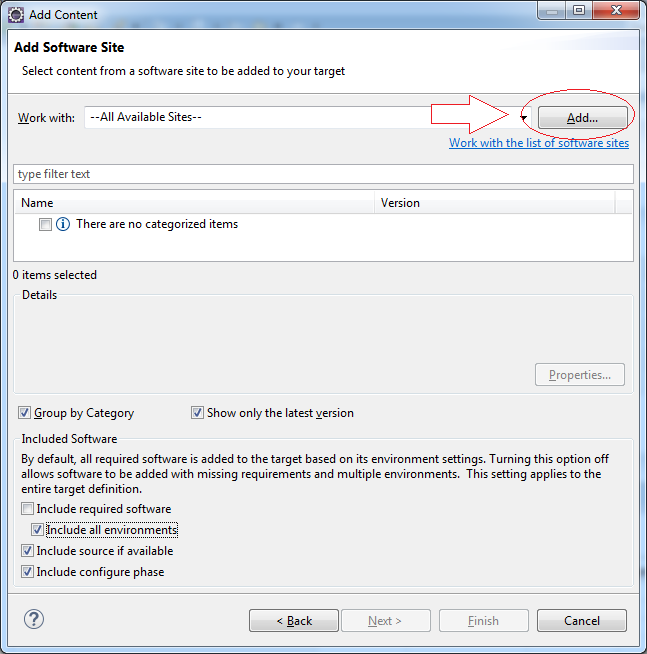 Add Content
Add Software Site
Select content from a software site to be added to your target
Work with: --All Available Sites-- Add...
Work with the list of software sites
type filter text
Name Version
There are no categorized items
0 items selected
Details
Properties...
Group by Category Show only the latest version
Included Software
By default, all required software is added to the target based on its environment settings. Turning this option off
allows software to be added with missing requirements and multiple environments. This setting applies to the
entire target definition.
Include required software
Include all environments
Include source if available
Include configure phase
? < Back Next > Finish Cancel